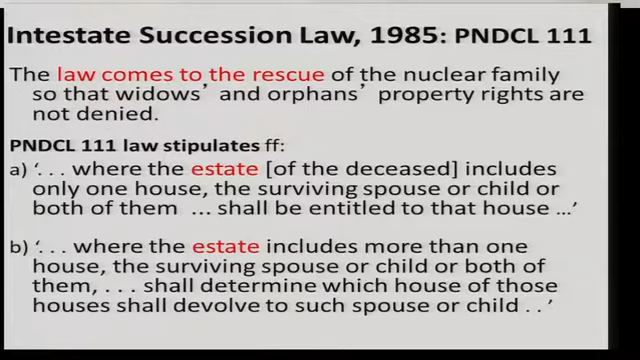 Intestate Succession Law, 1985: PNDCL 111
The law comes to the rescue of the nuclear family
so that widows' and orphans' property rights are
not denied.
PNDCL 111 law stipulates ff:
a) '. . . where the estate [of the deceased] includes
only one house, the surviving spouse or child or
both of them ... shall be entitled to that house ...'
b) '. . . where the estate includes more than one
house, the surviving spouse or child or both of
them, . . . shall determine which house of those
houses shall devolve to such spouse or child . . '